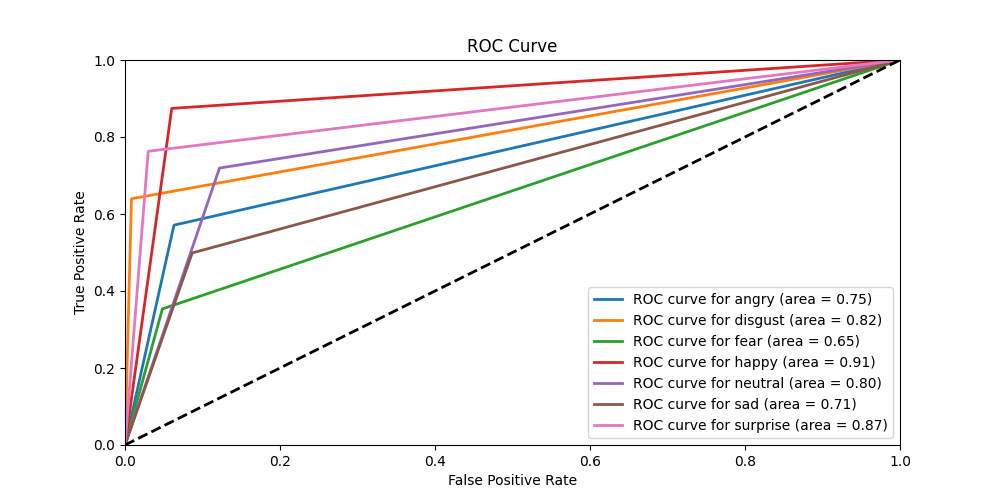 ROC Curve
1.0
0.8
0.6
0.4
0.2
0.0
True Positive Rate
0.0 0.2 0.4 0.6 0.8 1.0
False Positive Rate
ROC curve for angry (area = 0.75)
ROC curve for disgust (area = 0.82)
ROC curve for fear (area = 0.65)
ROC curve for happy (area = 0.91)
ROC curve for neutral (area = 0.80)
ROC curve for sad (area = 0.71)
ROC curve for surprise (area = 0.87)